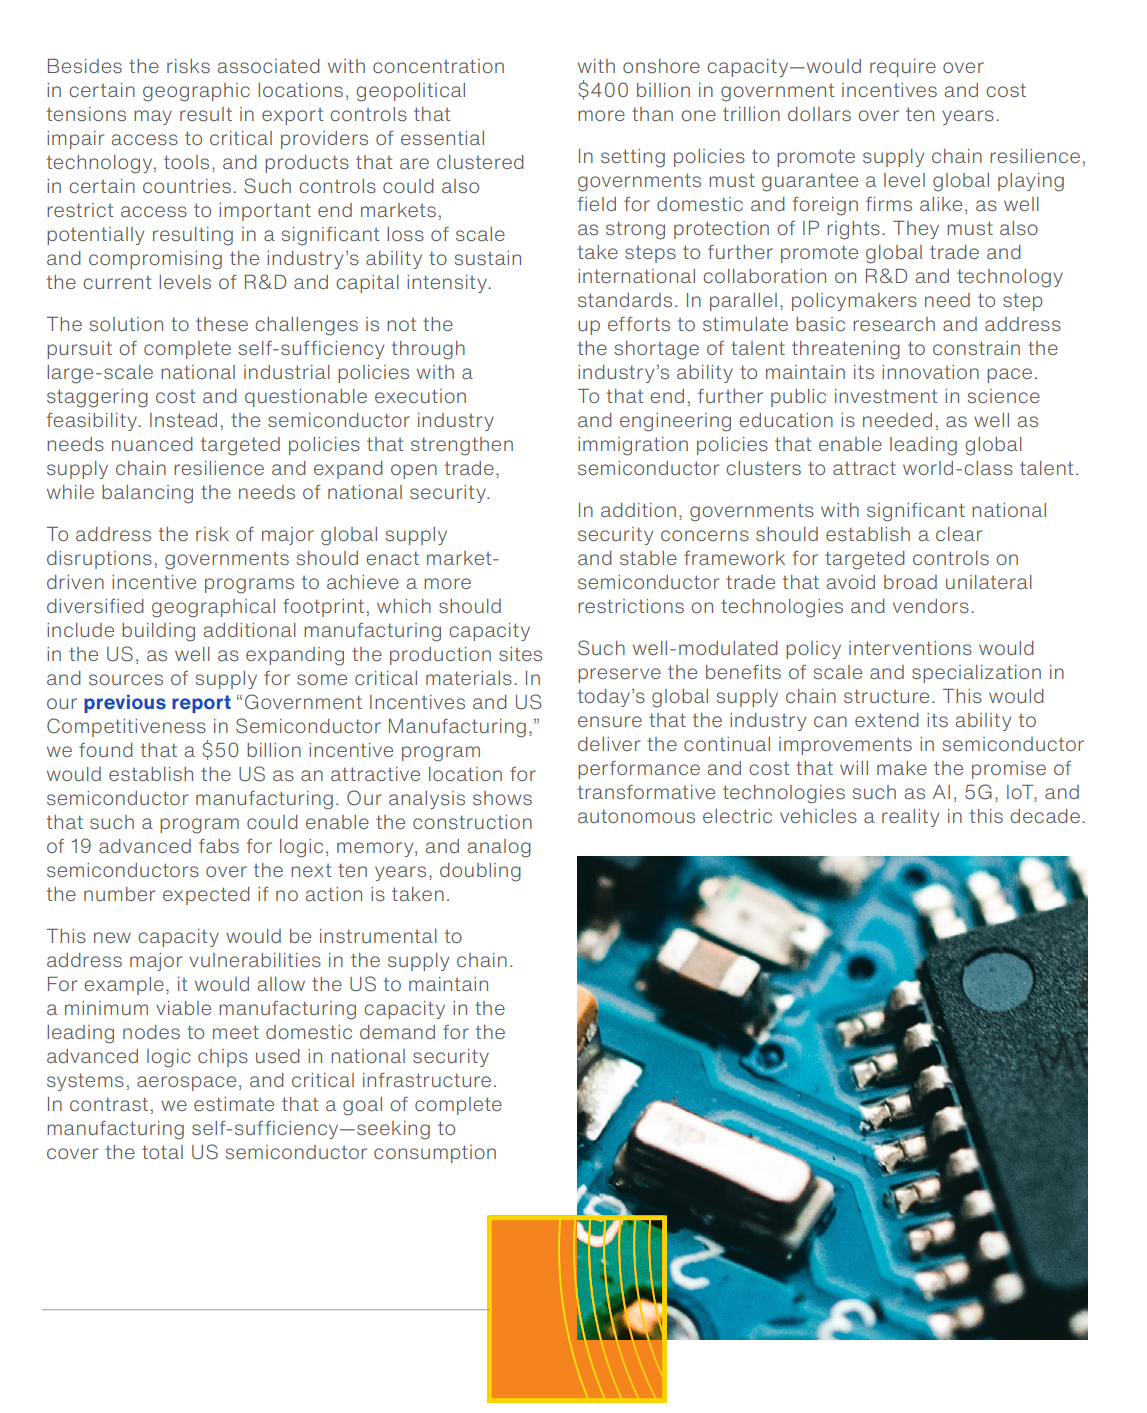 Besides the risks associated with concentration
in certain geographic locations, geopolitical
tensions may result in export controls that
impair access to critical providers of essential
technology, tools, and products that are clustered
in certain countries. Such controls could also
restrict access to important end markets,
potentially resulting in a significant loss of scale
and compromising the industry's ability to sustain
the current levels of R&D and capital intensity.
The solution to these challenges is not the
pursuit of complete self-sufficiency through
large-scale national industrial policies with a
staggering cost and questionable execution
feasibility. Instead, the semiconductor industry
needs nuanced targeted policies that strengthen
supply chain resilience and expand open trade,
while balancing the needs of national security.
To address the risk of major global supply
disruptions, governments should enact market-
driven incentive programs to achieve a more
diversified geographical footprint, which should
include building additional manufacturing capacity
in the US, as well as expanding the production sites
and sources of supply for some critical materials. In
our previous report “Government Incentives and US
Competitiveness in Semiconductor Manufacturing,”
we found that a $50 billion incentive program
would establish the US as an attractive location for
semiconductor manufacturing. Our analysis shows
that such a program could enable the construction
of 19 advanced fabs for logic, memory, and analog
semiconductors over the next ten years, doubling
the number expected if no action is taken.
This new capacity would be instrumental to
address major vulnerabilities in the supply chain.
For example, it would allow the US to maintain
a minimum viable manufacturing capacity in the
leading nodes to meet domestic demand for the
advanced logic chips used in national security
systems, aerospace, and critical infrastructure.
In contrast, we estimate that a goal of complete
manufacturing self-sufficiency—seeking to
cover the total US semiconductor consumption
with onshore capacity—would require over
$400 billion in government incentives and cost
more than one trillion dollars over ten years.
In setting policies to promote supply chain resilience,
governments must guarantee a level global playing
field for domestic and foreign firms alike, as well
as strong protection of IP rights. They must also
take steps to further promote global trade and
international collaboration on R&D and technology
standards. In parallel, policymakers need to step
up efforts to stimulate basic research and address
the shortage of talent threatening to constrain the
industry's ability to maintain its innovation pace.
To that end, further public investment in science
and engineering education is needed, as well as
immigration policies that enable leading global
semiconductor clusters to attract world-class talent.
In addition, governments with significant national
security concerns should establish a clear
and stable framework for targeted controls on
semiconductor trade that avoid broad unilateral
restrictions on technologies and vendors.
Such well-modulated policy interventions would
preserve the benefits of scale and specialization in
today's global supply chain structure. This would
ensure that the industry can extend its ability to
deliver the continual improvements in semiconductor
performance and cost that will make the promise of
transformative technologies such as AI, 5G, IoT, and
autonomous electric vehicles a reality in this decade.
2
3